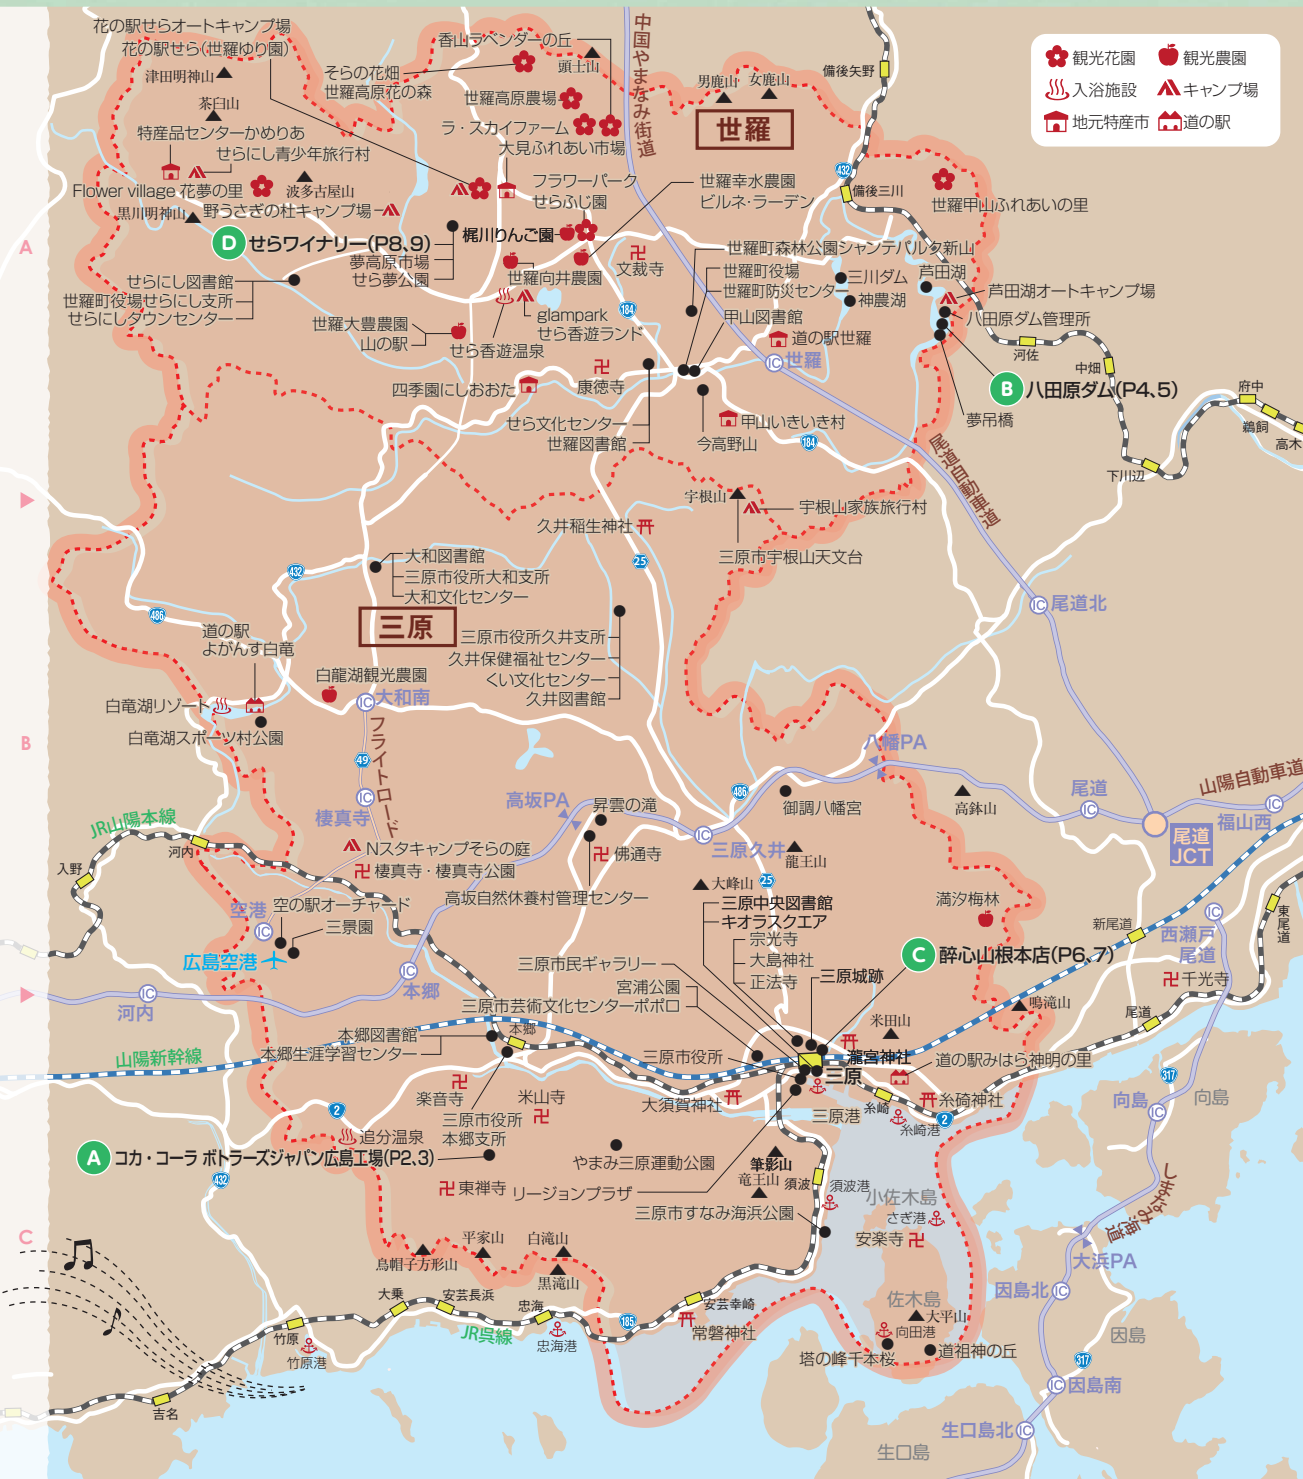 花の駅せらオートキャンプ場
花の駅せら(世羅ゆり園)
津田明神山
茶臼山
特産品センターかめりあ
せらにし青少年旅行村
Flower village 花夢の里
波多古屋山
黒川明神山
野うさぎの杜キャンプ場
香山ラベンダーの丘
そらの花畑
世羅高原花の森
頭士山
世羅高原農場
ラ・スカイファーム
大見ふれあい市場
フラワーパーク
せらふじ園
中国やまなみ街道
男鹿山
女鹿山
世羅
備後矢野
観光花園
観光農園
入浴施設
キャンプ場
地元特産市
道の駅
432
備後三川
世羅甲山ふれあいの里
世羅幸水農園
ビルネ・ラーデン
A
D
せらワイナリー(P8、9)
夢高原市場
せら夢公園
梶川りんご園
世羅向井農園
文裁寺
世羅町森林公園シャンテパルク新山
世羅町役場
世羅町防災センター
三川ダム
神農湖
芦田湖
芦田湖オートキャンプ場
八田原ダム管理所
せらにし図書館
世羅町役場せらにし支所
せらにしタウンセンター
世羅大豊農園
山の駅
glampark
せら香遊ランド
せら香遊温泉
184
甲山図書館
道の駅世羅
IC
世羅
河佐
中畑
府中
鵜飼
高木
B
八田原ダム(P4、5)
夢吊橋
四季園にしおおた
康徳寺
せら文化センター
世羅図書館
今高野山
甲山いきいき村
184
尾道自動車道
下川辺
宇根山
宇根山家族旅行村
三原市宇根山天文台
久井稲生神社
25
大和図書館
三原市役所大和支所
大和文化センター
432
486
三原
道の駅
よがんす白竜
三原市役所久井支所
久井保健福祉センター
くい文化センター
久井図書館
IC
尾道北
白龍湖観光農園
白竜湖リゾート
IC
大和南
白竜湖スポーツ村公園
B
フライトロード
49
IC
棲真寺
八幡PA
486
御調八幡宮
高鉢山
尾道
IC
山陽自動車道
IC
福山西
尾道
JCT
高坂PA
昇雲の滝
IC
三原久井
龍王山
佛通寺
JR山陽本線
河内
入野
Nスタキャンプそらの庭
棲真寺・棲真寺公園
高坂自然休養村管理センター
大峰山
25
三原中央図書館
キオラスクエア
宗光寺
大島神社
正法寺
満汐梅林
新尾道
IC
西瀬戸
尾道
東尾道
空港
IC
空の駅オーチャード
三景園
広島空港
C
醉心山根本店(P6、7)
三原市民ギャラリー
宮浦公園
三原市芸術文化センターポポロ
三原城跡
千光寺
鳴滝山
尾道
IC
本郷
IC
河内
山陽新幹線
本郷図書館
本郷生涯学習センター
本郷
三原市役所
米田山
瀧宮神社
道の駅みはら神明の里
三原
317
向島
IC
向島
楽音寺
米山寺
三原市役所
本郷支所
大須賀神社
三原港
糸崎
糸碕神社
糸崎港
2
2
追分温泉
A
コカ・コーラ ボトラーズジャパン広島工場(P2、3)
432
やまみ三原運動公園
筆影山
竜王山
須波
須波港
小佐木島
さぎ港
東禅寺
リージョンプラザ
三原市すなみ海浜公園
安楽寺
しまなみ海道
C
烏帽子方形山
平家山
白滝山
黒滝山
大浜PA
因島北
IC
佐木島
大平山
向田港
塔の峰千本桜
道祖神の丘
因島
大乗
安芸長浜
忠海
185
安芸幸崎
常磐神社
竹原
竹原港
JR呉線
忠海港
317
IC
因島南
吉名
生口島北
IC
生口島